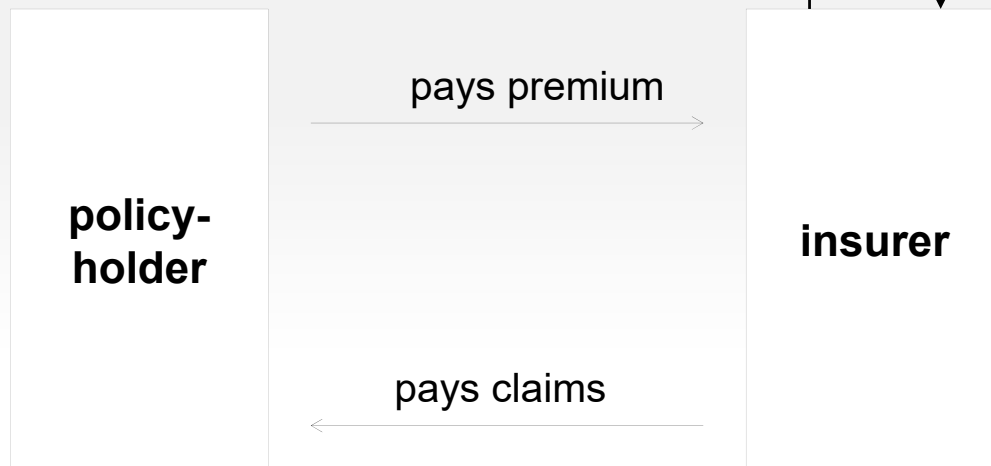 pays premium
policy-
holder
insurer
pays claims